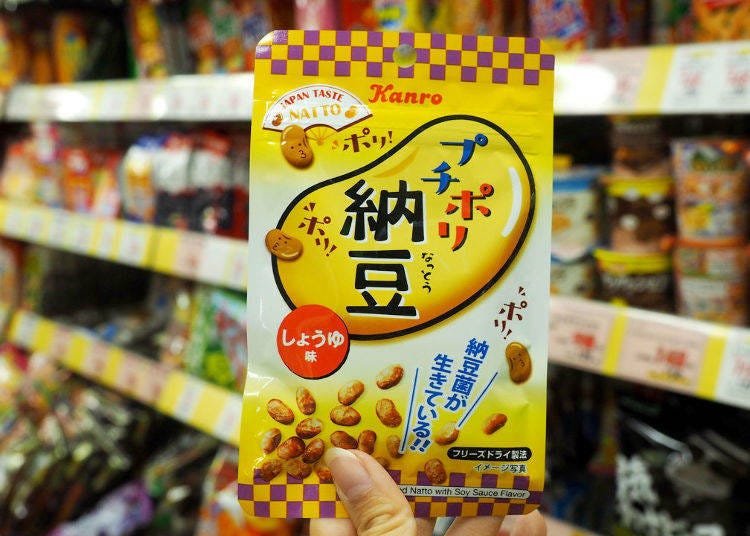 JAPAN TASTE
NATTO
Kanro
ポリ!
プチポリ
納豆
なっとう
ポリ!
ポリ!
しょうゆ
味
納豆菌が
生きている!!
フリーズドライ製法
イメージ写真
ed Natto with Soy Sauce Flavor